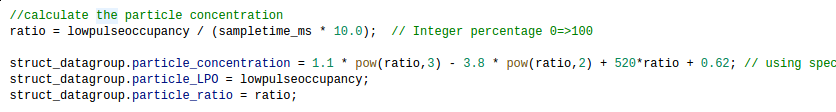 //calculate the particle concentration
ratio = lowpulseoccupancy / (sampletime_ms * 10.0);  // Integer percentage 0=>100
struct_datagroup.particle_concentration = 1.1 * pow(ratio,3) - 3.8 * pow(ratio,2) + 520*ratio + 0.62; // using spec
struct_datagroup.particle_LPO = lowpulseoccupancy;
struct_datagroup.particle_ratio = ratio;